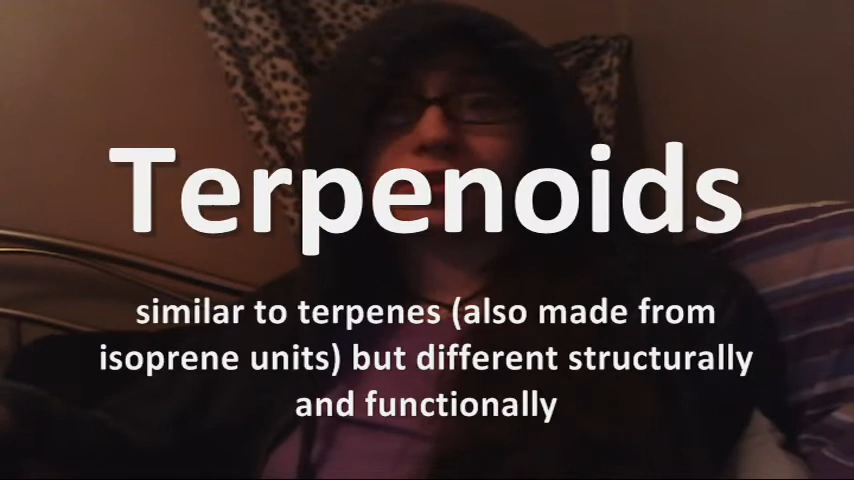 Terpenoids
similar to terpenes (also made from
isoprene units) but different structurally
and functionally